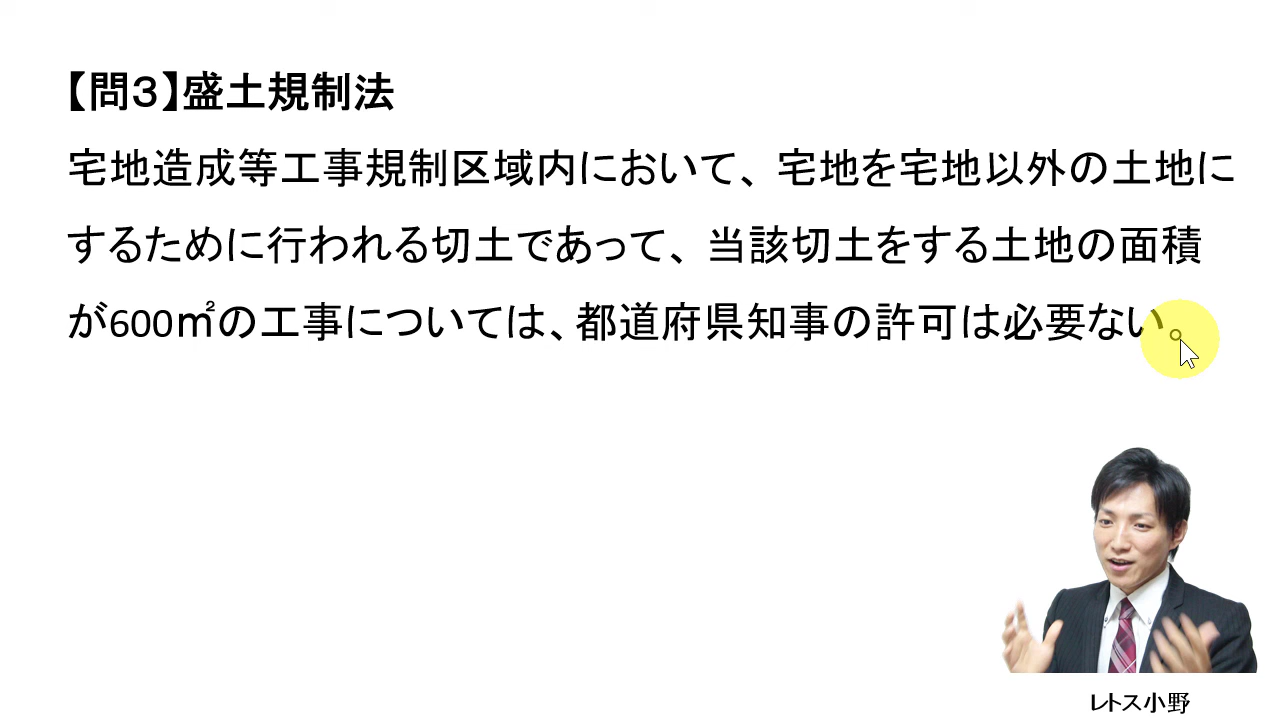 【問３】盛土規制法
宅地造成等工事規制区域内において、宅地を宅地以外の土地に
するために行われる切土であって、当該切土をする土地の面積
が600㎡の工事については、都道府県知事の許可は必要ない。
レトス小野